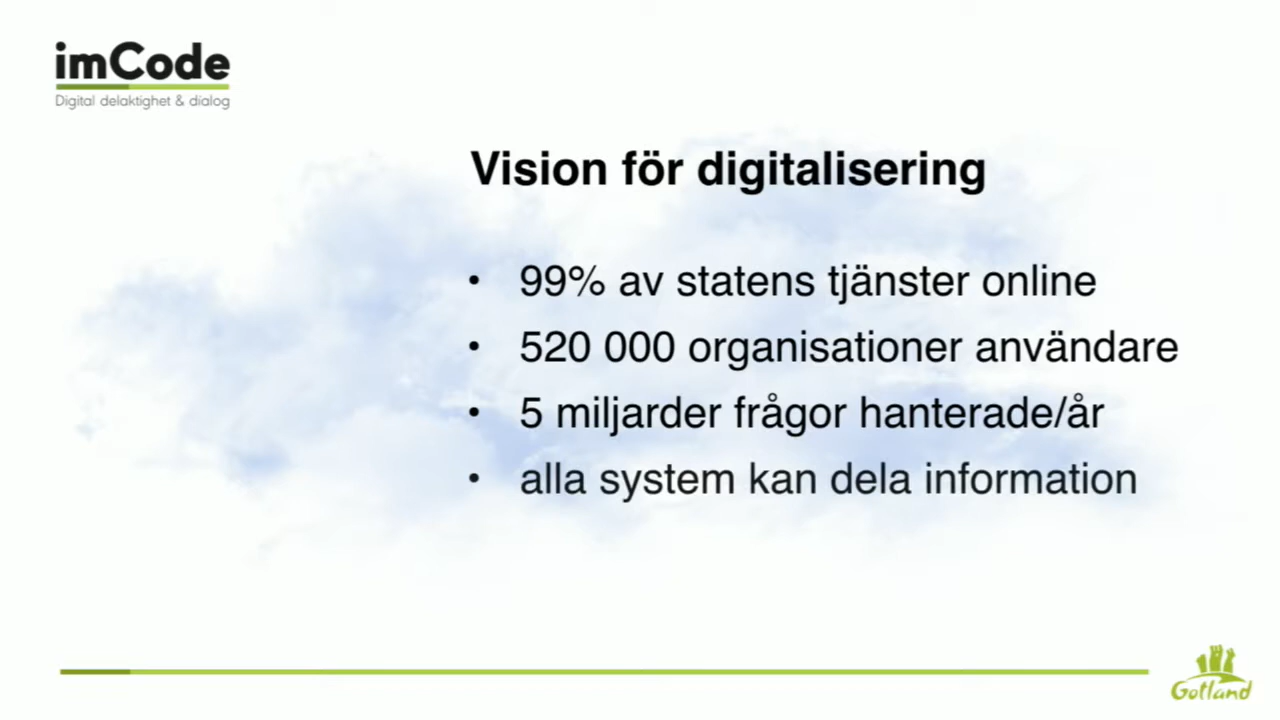 imCode
Digital delaktighet & dialog
Vision för digitalisering
• 99% av statens tjänster online
• 520 000 organisationer användare
• 5 miljarder frågor hanterade/år
• alla system kan dela information
Gotland